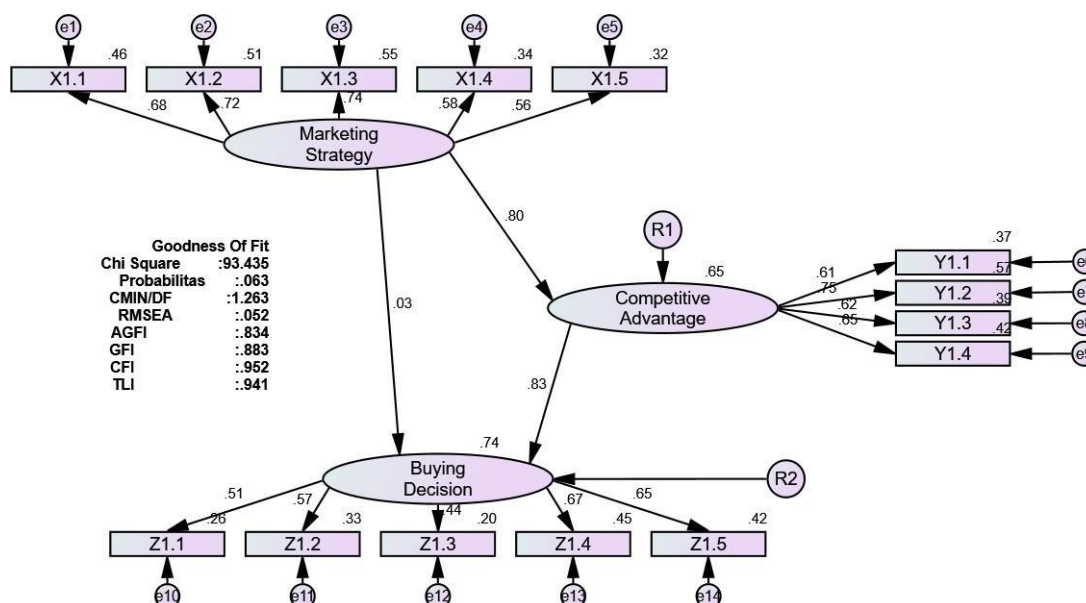 e1 e2 e3 e4 e5
.46 .51 .55 .34 .32
X1.1 X1.2 X1.3 X1.4 X1.5
.68 .72 .74 .58 .56
Marketing
Strategy
.80
R1
Goodness Of Fit
Chi Square :93.435
Probabilitas :.063
CMIN/DF :1.263
RMSEA :.052
AGFI :.834
GFI :.883
CFI :.952
TLI :.941
.03
.65
Competitive
Advantage
.61
.75
.62
.65
.37
Y1.1
.57
Y1.2
.39
Y1.3
.42
Y1.4
.83
.74
Buying
Decision
R2
.51 .57 .44 .67 .65
.26 .33 .20 .45 .42
Z1.1 Z1.2 Z1.3 Z1.4 Z1.5
e10 e11 e12 e13 e14